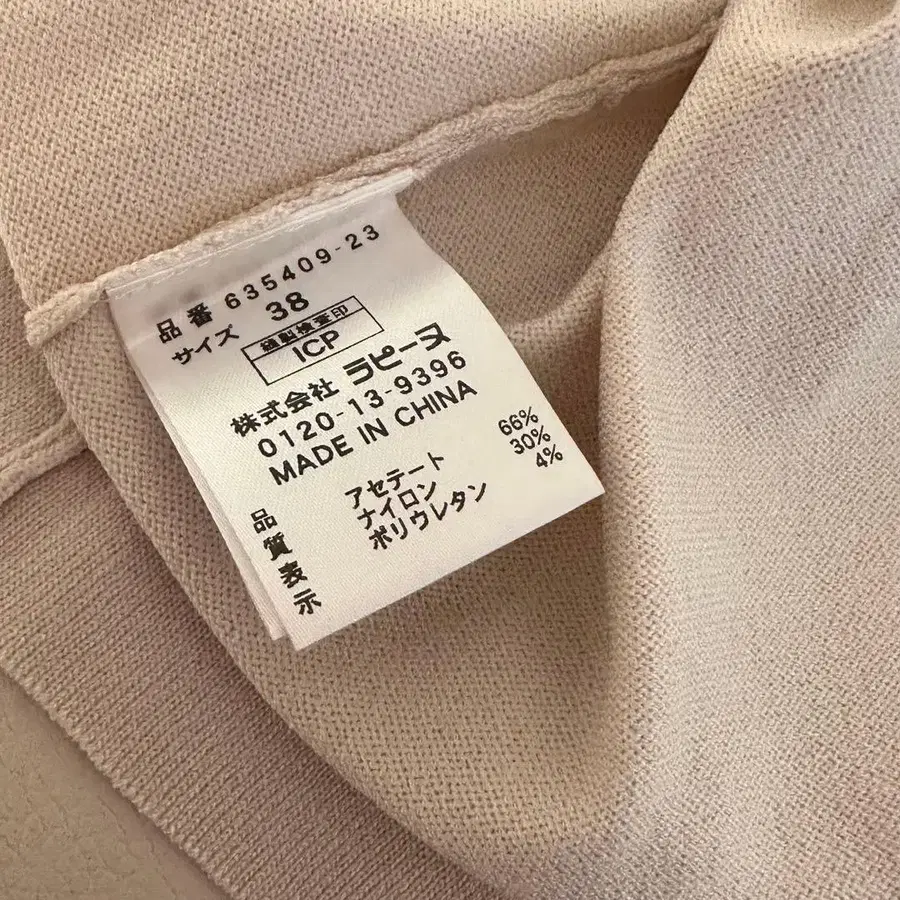 品番 635409-23
サイズ 38
縫製検査印
ICP
株式会社 ラピーヌ
0120-13-9396
MADE IN CHINA
品質表示
アセテート 66%
ナイロン 30%
ポリウレタン 4%